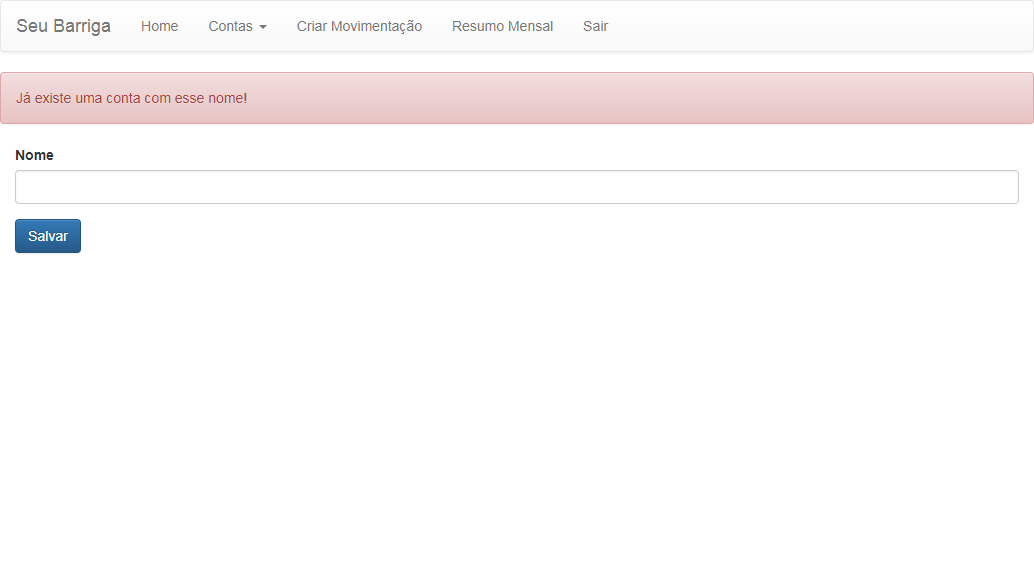 Seu Barriga Home Contas Criar Movimentação Resumo Mensal Sair
Já existe uma conta com esse nome!
Nome
Salvar